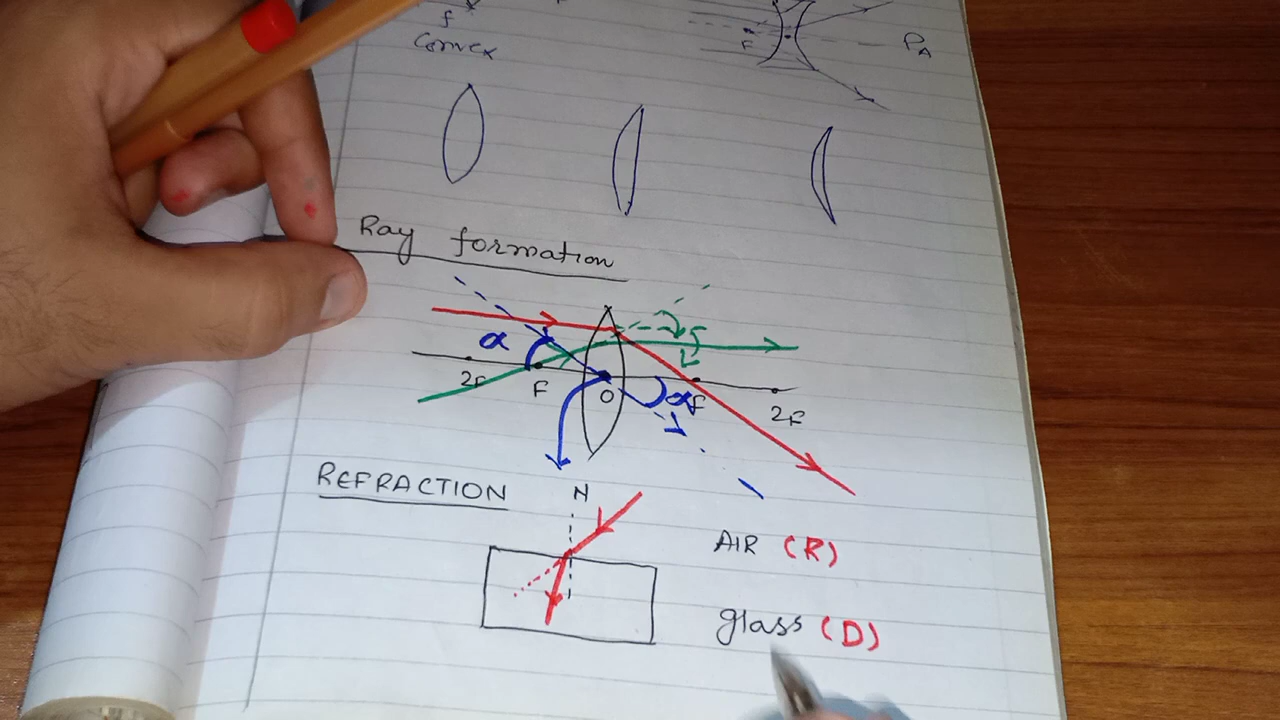 f
Convex
F
PA
Ray formation
α
2F
F
O
α
F
2F
REFRACTION
N
AIR (R)
glass (D)